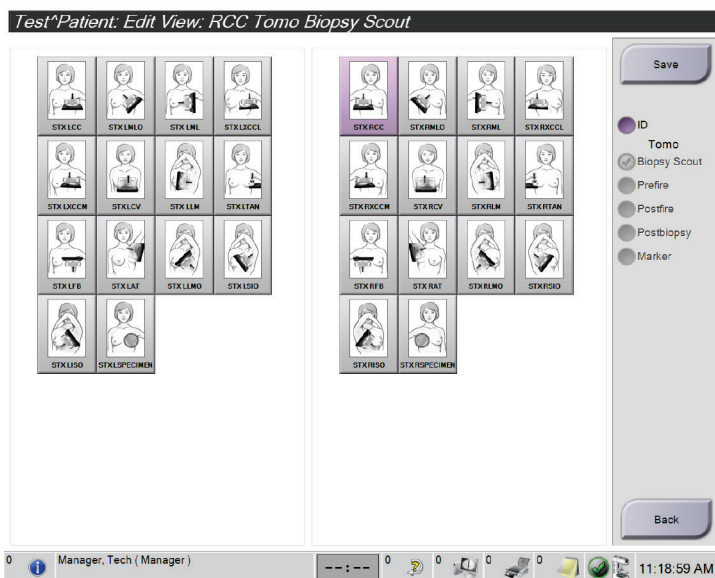 Test^Patient: Edit View: RCC Tomo Biopsy Scout
STX LCC STX LMLO STX LML STX LXCCL
STX LXCCM STX LCV STX LLM STX LTAN
STX LFB STX LAT STX LLMO STX LSIO
STX LISO STX LSPECIMEN
STX RCC STX RMLO STX RML STX RXCCL
STX RXCCM STX RCV STX RLM STX RTAN
STX RFB STX RAT STX RLMO STX RSIO
STX RISO STX RSPECIMEN
Save
ID
Tomo
Biopsy Scout
Prefire
Postfire
Postbiopsy
Marker
Back
0 Manager, Tech ( Manager ) --:-- 0 0 0 0 11:18:59 AM